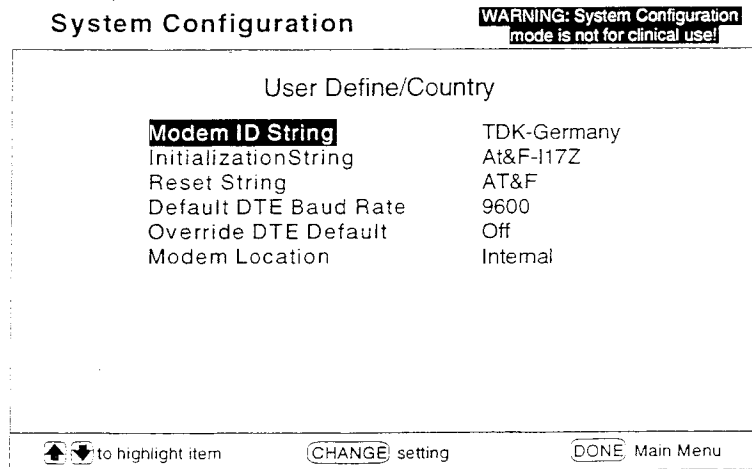 System Configuration
WARNING: System Configuration
mode is not for clinical use!
User Define/Country
Modem ID String TDK-Germany
InitializationString At&F-I17Z
Reset String AT&F
Default DTE Baud Rate 9600
Override DTE Default Off
Modem Location Internal
to highlight item CHANGE setting DONE Main Menu